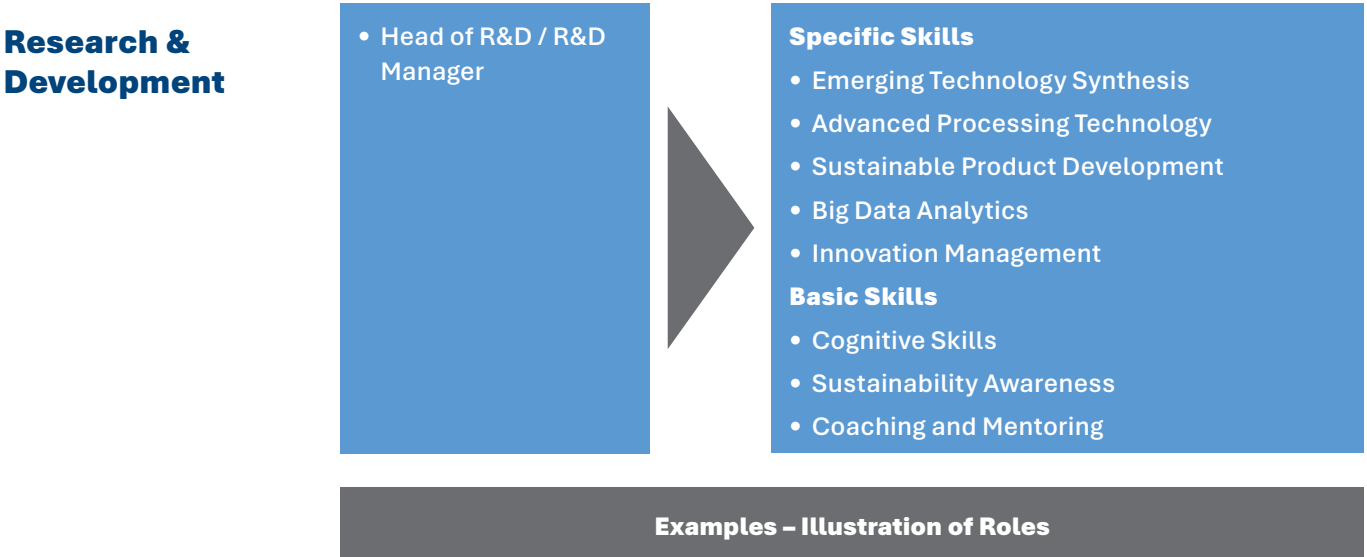 Research &
Development
• Head of R&D / R&D
Manager
Specific Skills
• Emerging Technology Synthesis
• Advanced Processing Technology
• Sustainable Product Development
• Big Data Analytics
• Innovation Management
Basic Skills
• Cognitive Skills
• Sustainability Awareness
• Coaching and Mentoring
Examples – Illustration of Roles